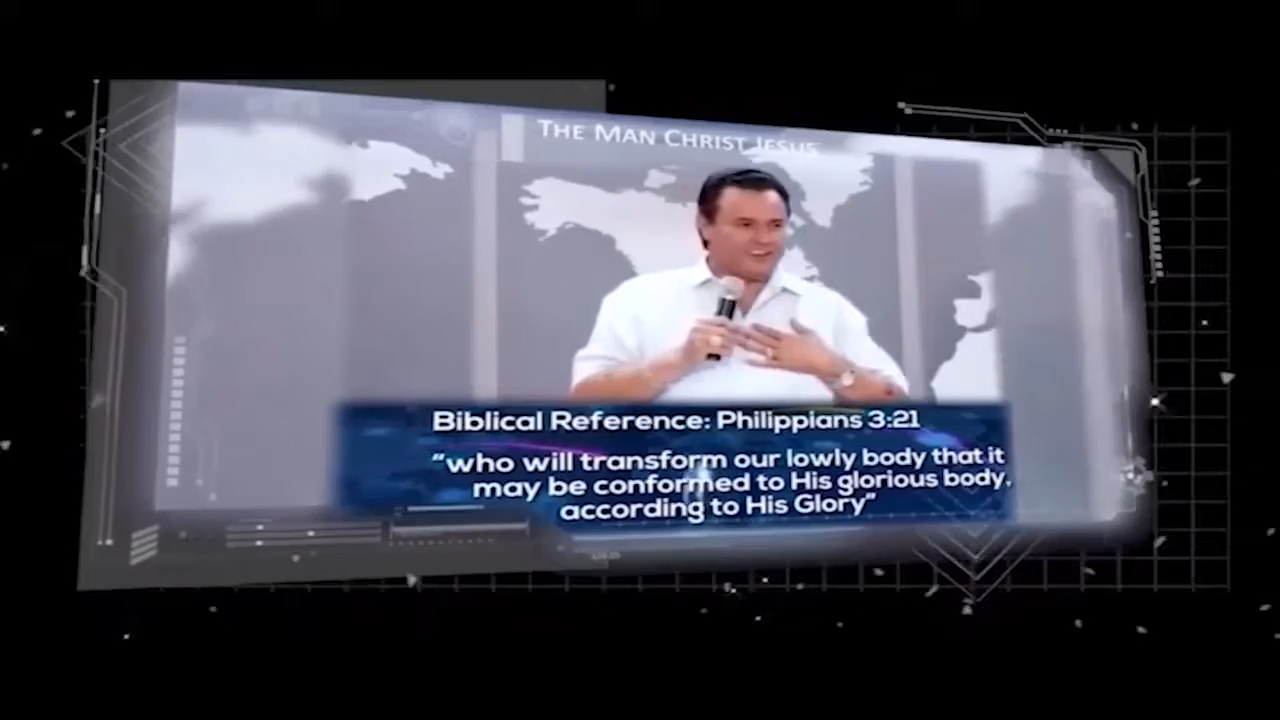 THE MAN CHRIST JESUS
Biblical Reference: Philippians 3:21
“who will transform our lowly body that it
may be conformed to His glorious body,
according to His Glory”